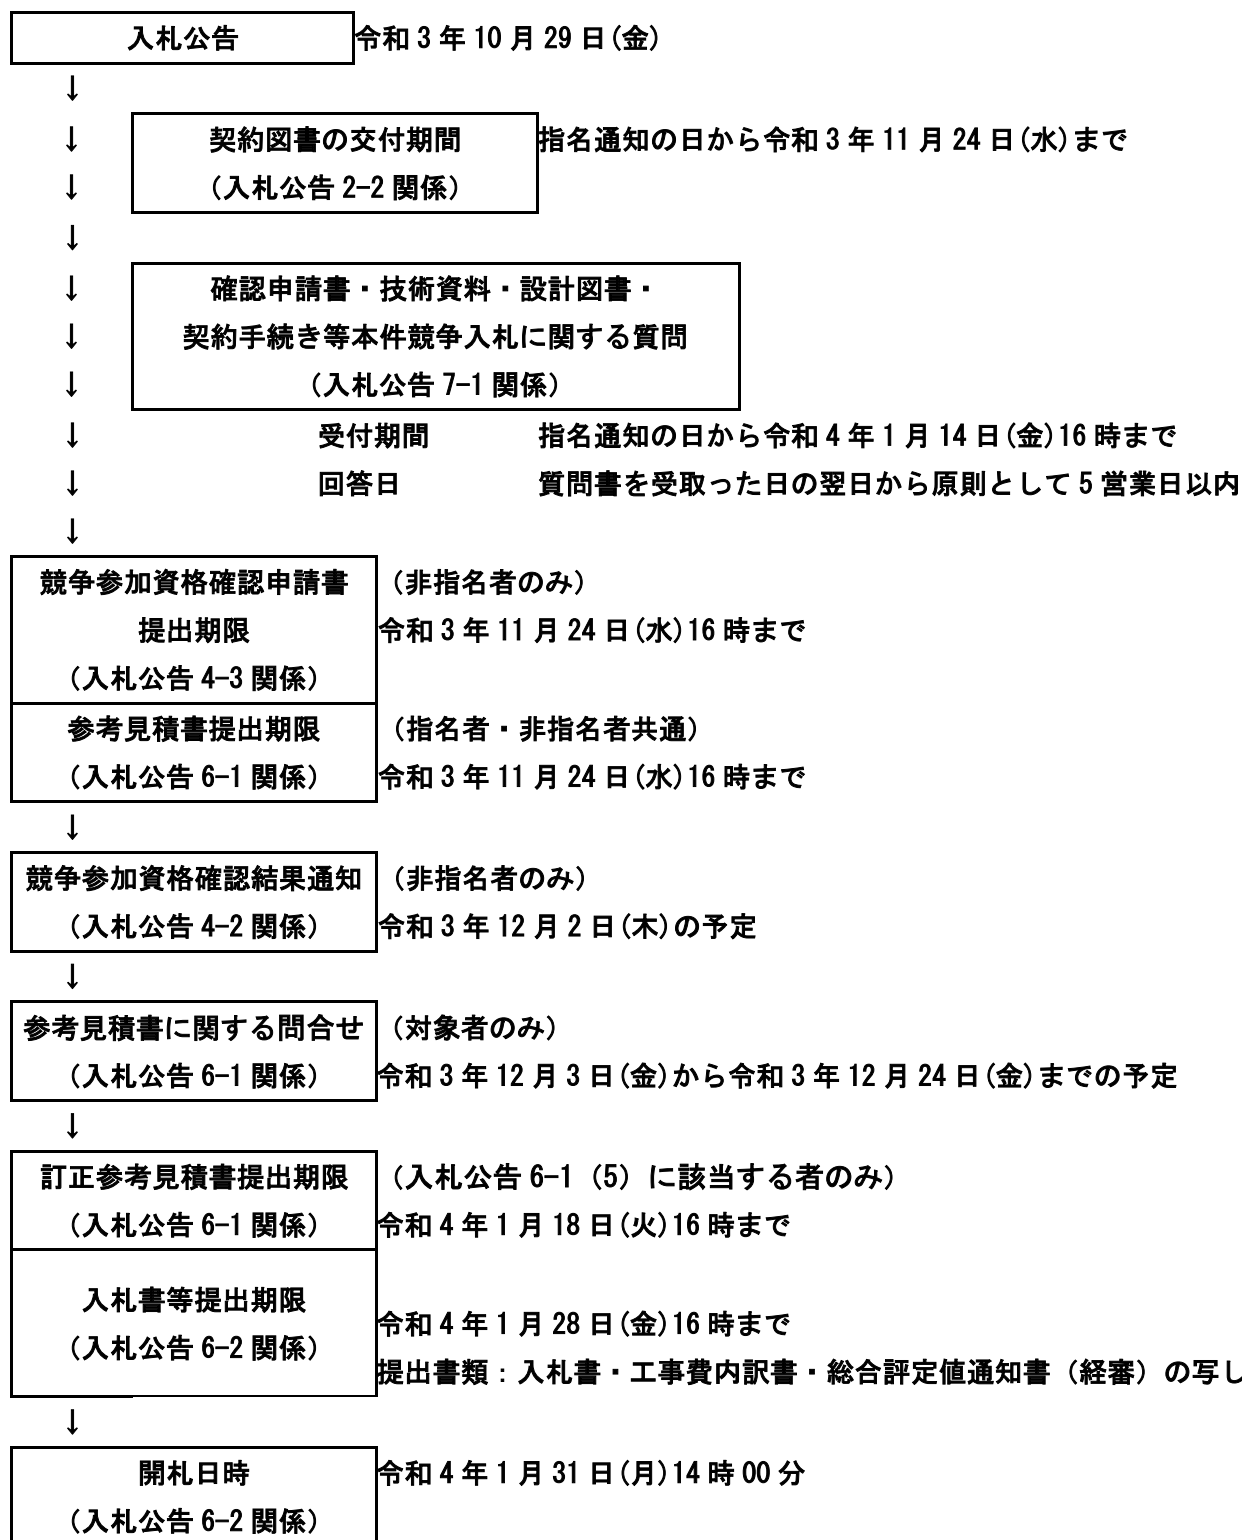 入札公告 令和3年10月29日(金)
↓
↓ 契約図書の交付期間 指名通知の日から令和3年11月24日(水)まで
↓ (入札公告2-2関係)
↓
↓ 確認申請書・技術資料・設計図書・
↓ 契約手続き等本件競争入札に関する質問
↓ (入札公告7-1関係)
↓ 受付期間 指名通知の日から令和4年1月14日(金)16時まで
↓ 回答日 質問書を受取った日の翌日から原則として5営業日以内
↓
競争参加資格確認申請書 (非指名者のみ)
提出期限 令和3年11月24日(水)16時まで
(入札公告4-3関係)
参考見積書提出期限 (指名者・非指名者共通)
(入札公告6-1関係) 令和3年11月24日(水)16時まで
↓
競争参加資格確認結果通知 (非指名者のみ)
(入札公告4-2関係) 令和3年12月2日(木)の予定
↓
参考見積書に関する問合せ (対象者のみ)
(入札公告6-1関係) 令和3年12月3日(金)から令和3年12月24日(金)までの予定
↓
訂正参考見積書提出期限 (入札公告6-1(5)に該当する者のみ)
(入札公告6-1関係) 令和4年1月18日(火)16時まで
入札書等提出期限
令和4年1月28日(金)16時まで
(入札公告6-2関係)
提出書類:入札書・工事費内訳書・総合評定値通知書(経審)の写し
↓
開札日時 令和4年1月31日(月)14時00分
(入札公告6-2関係)